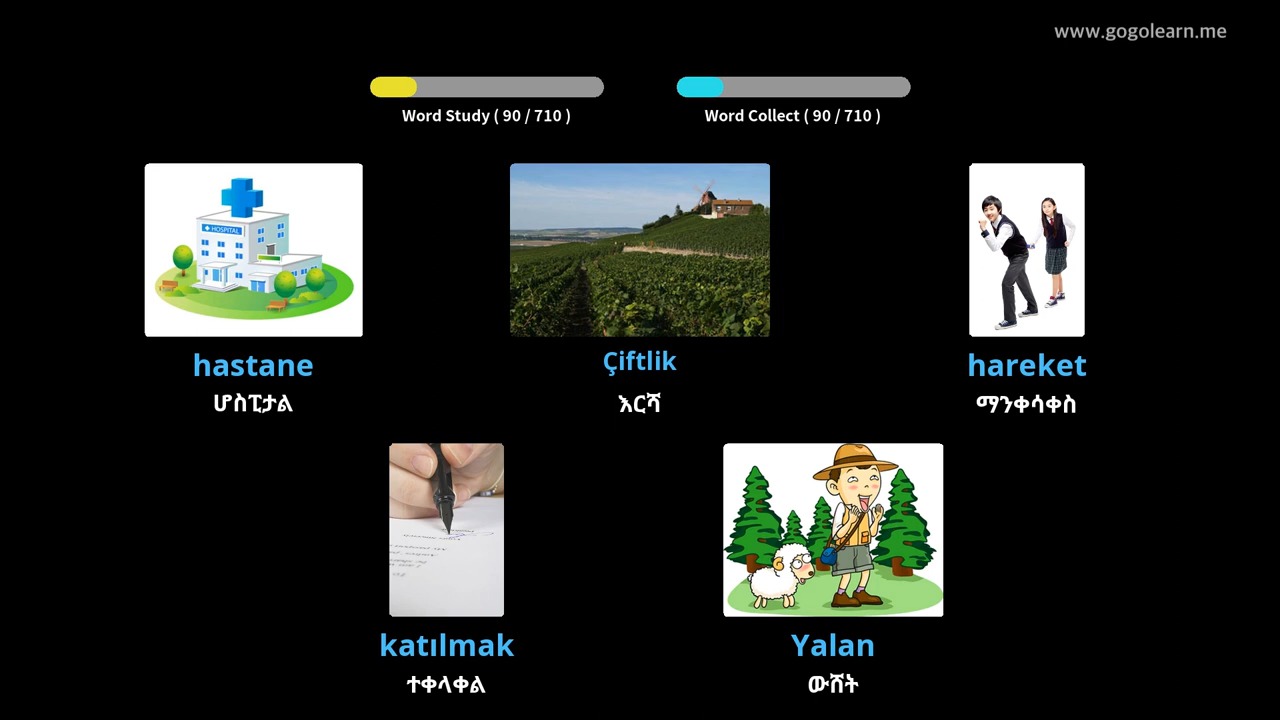 www.gogolearn.me
Word Study ( 90 / 710 )
Word Collect ( 90 / 710 )
HOSPITAL
hastane
ሆስፒታል
Çiftlik
እርሻ
hareket
ማንቀሳቀስ
katılmak
ተቀላቀል
Yalan
ውሸት